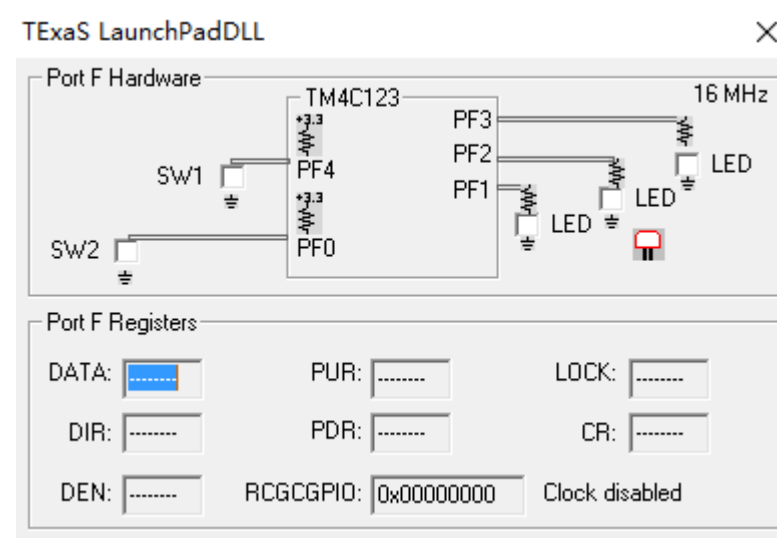 TExaS LaunchPadDLL
Port F Hardware
TM4C123
16 MHz
+3.3
PF3
SW1
PF4
PF2
LED
+3.3
PF1
LED
LED
SW2
PF0
Port F Registers
DATA: -------- PUR: -------- LOCK: --------
DIR: -------- PDR: -------- CR: --------
DEN: -------- RCGCGPIO: 0x00000000 Clock disabled